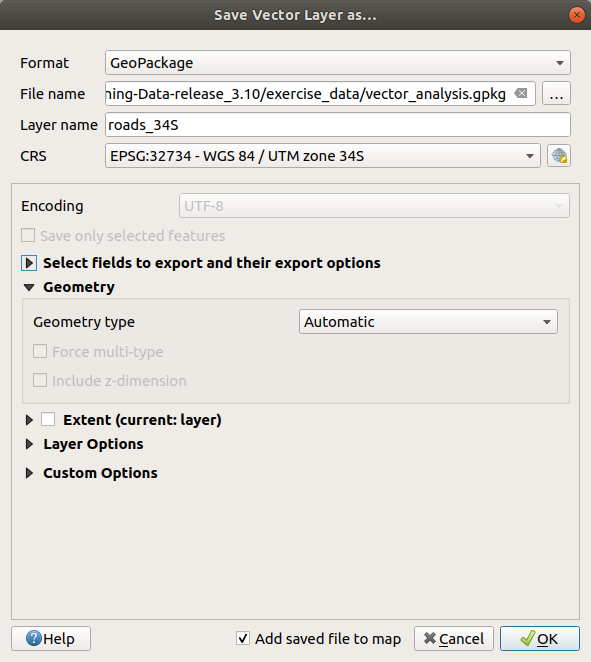 Save Vector Layer as...
Format GeoPackage
File name ning-Data-release_3.10/exercise_data/vector_analysis.gpkg ...
Layer name roads_34S
CRS EPSG:32734 - WGS 84 / UTM zone 34S
Encoding UTF-8
Save only selected features
Select fields to export and their export options
Geometry
Geometry type Automatic
Force multi-type
Include z-dimension
Extent (current: layer)
Layer Options
Custom Options
Help Add saved file to map Cancel OK